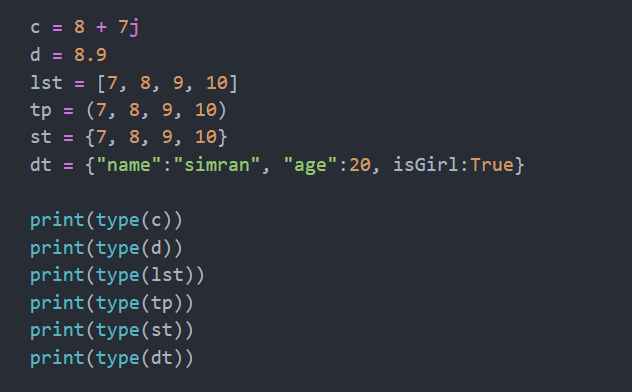 c = 8 + 7j
d = 8.9
lst = [7, 8, 9, 10]
tp = (7, 8, 9, 10)
st = {7, 8, 9, 10}
dt = {"name":"simran", "age":20, isGirl:True}
print(type(c))
print(type(d))
print(type(lst))
print(type(tp))
print(type(st))
print(type(dt))